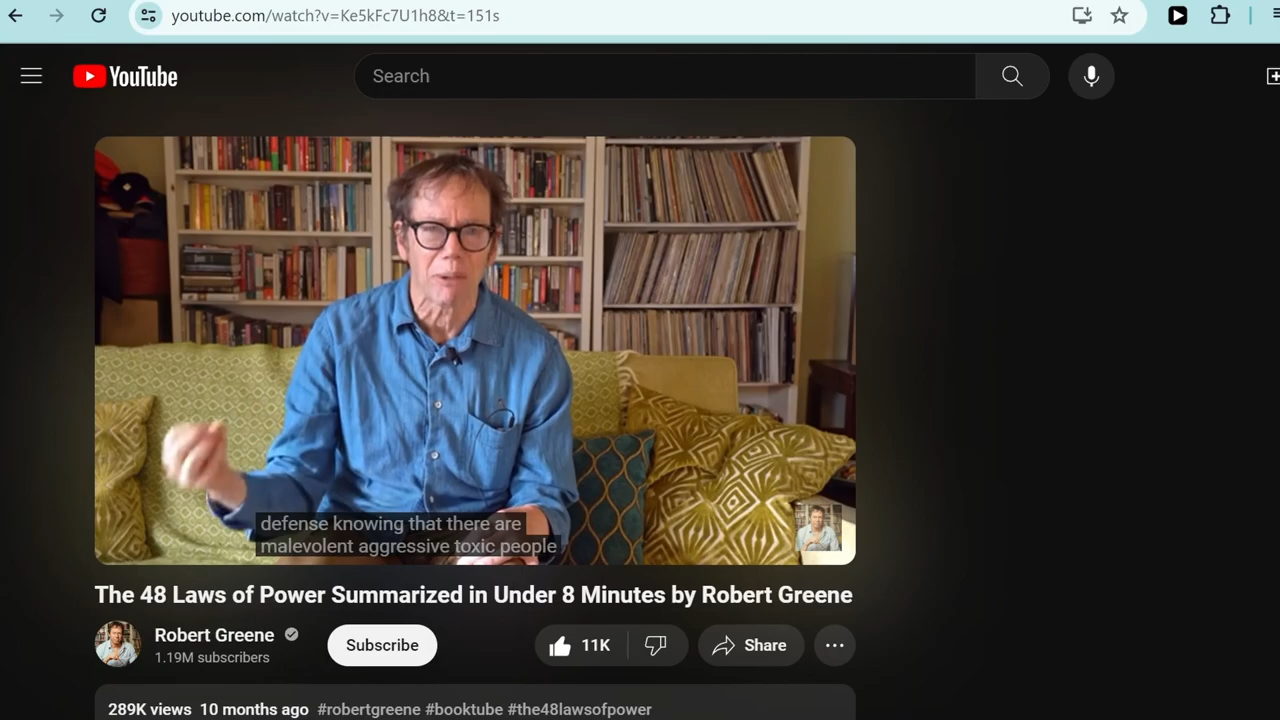 youtube.com/watch?v=Ke5kFc7U1h8&t=151s
YouTube
Search
defense knowing that there are
malevolent aggressive toxic people
The 48 Laws of Power Summarized in Under 8 Minutes by Robert Greene
Robert Greene
1.19M subscribers
Subscribe
11K
Share
289K views 10 months ago #robertgreene #booktube #the48lawsofpower